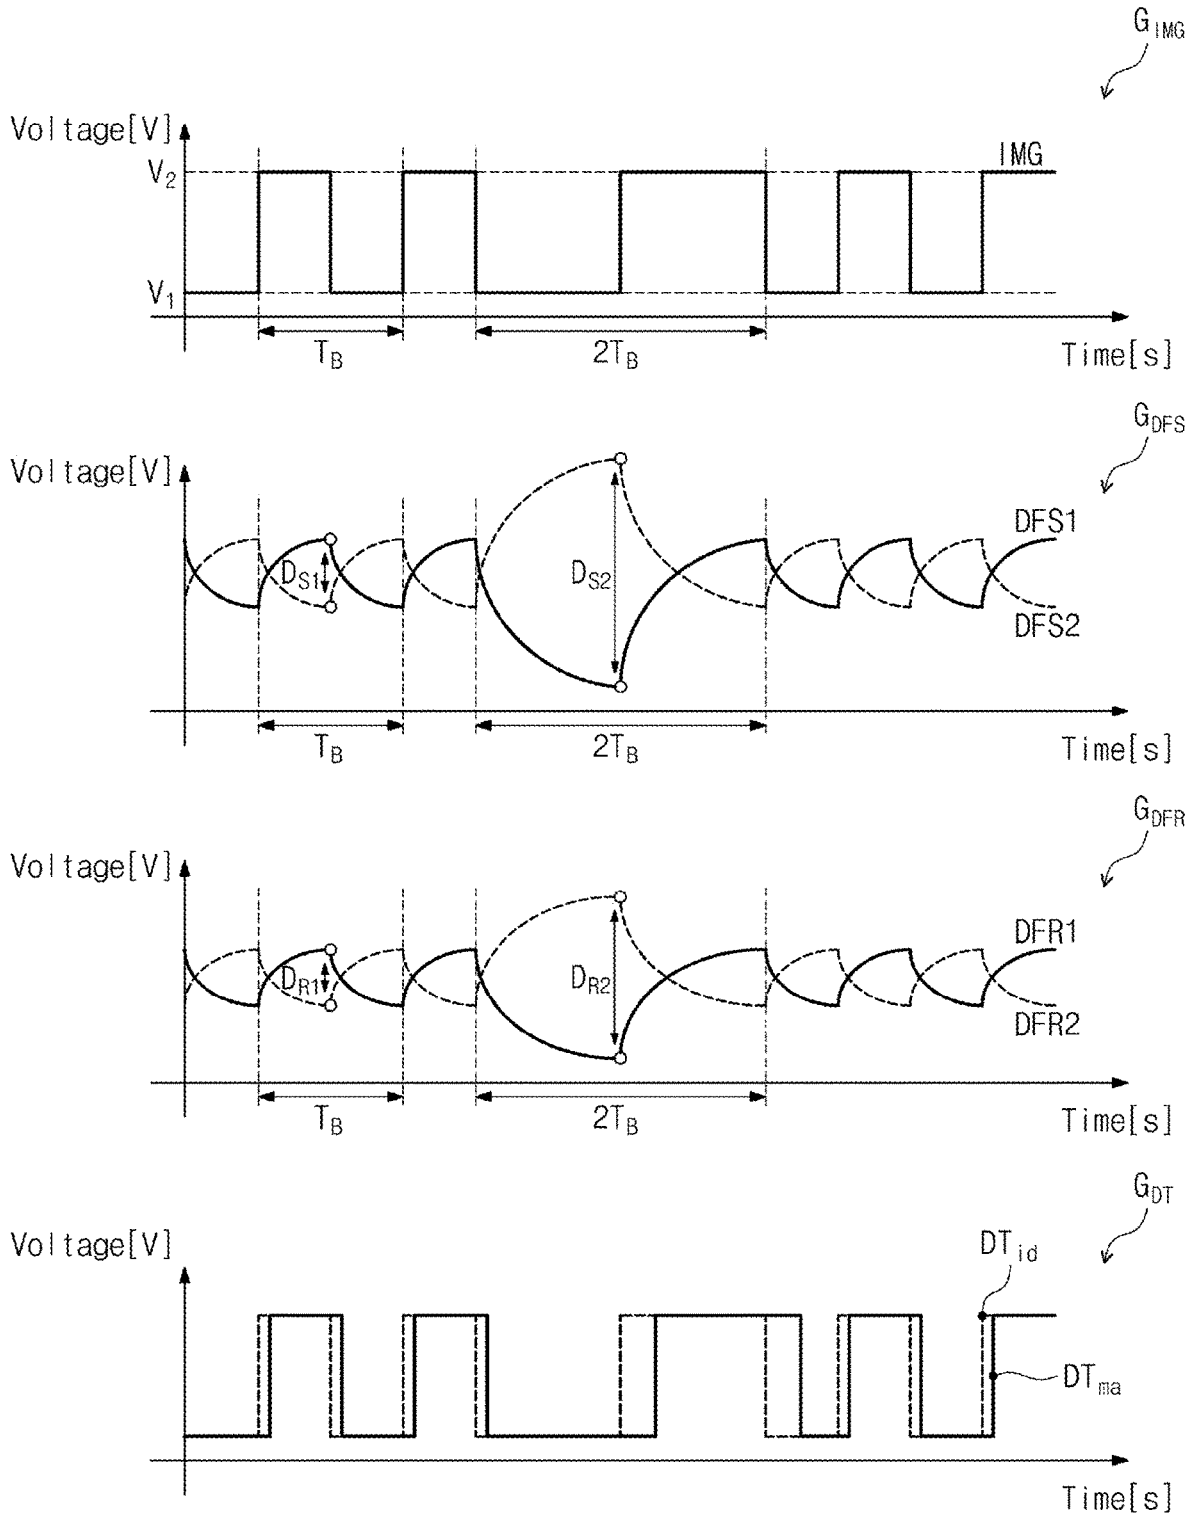 G_IMG
Voltage[V]
V_2
IMG
V_1
T_B
2T_B
Time[s]
G_DFS
Voltage[V]
DFS1
D_S1
D_S2
DFS2
T_B
2T_B
Time[s]
G_DFR
Voltage[V]
DFR1
D_R1
D_R2
DFR2
T_B
2T_B
Time[s]
G_DT
Voltage[V]
DT_id
DT_ma
Time[s]